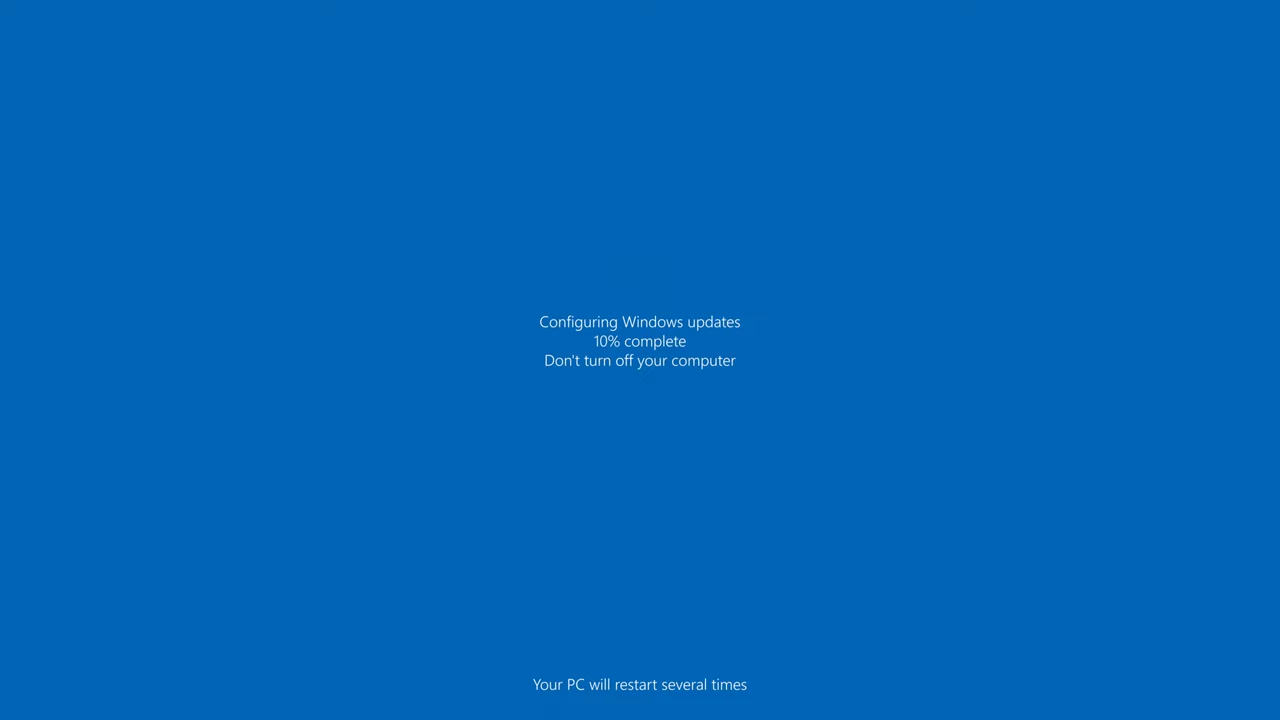 Configuring Windows updates
10% complete
Don't turn off your computer
Your PC will restart several times